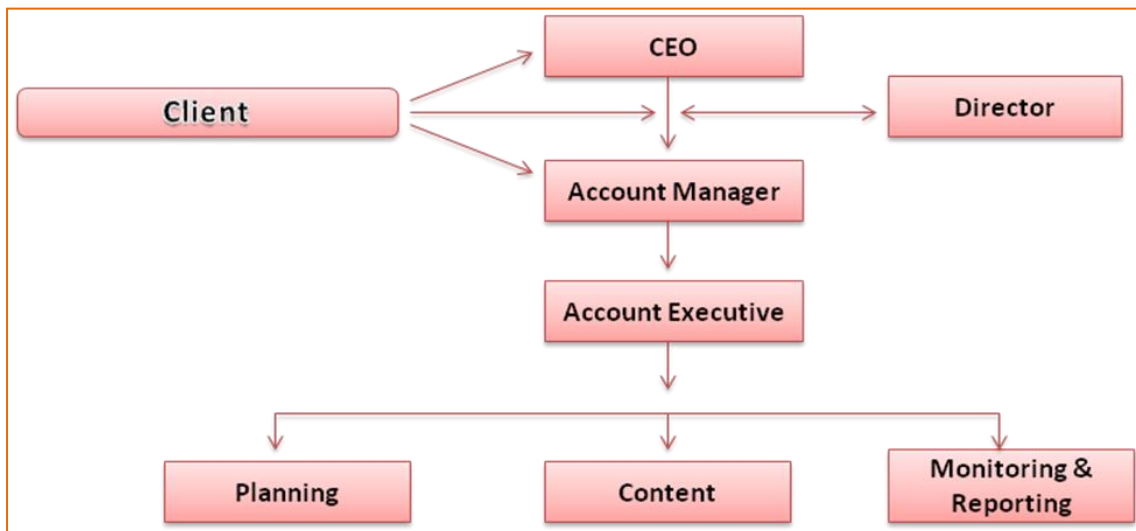 CEO
Client
Director
Account Manager
Account Executive
Planning
Content
Monitoring &
Reporting